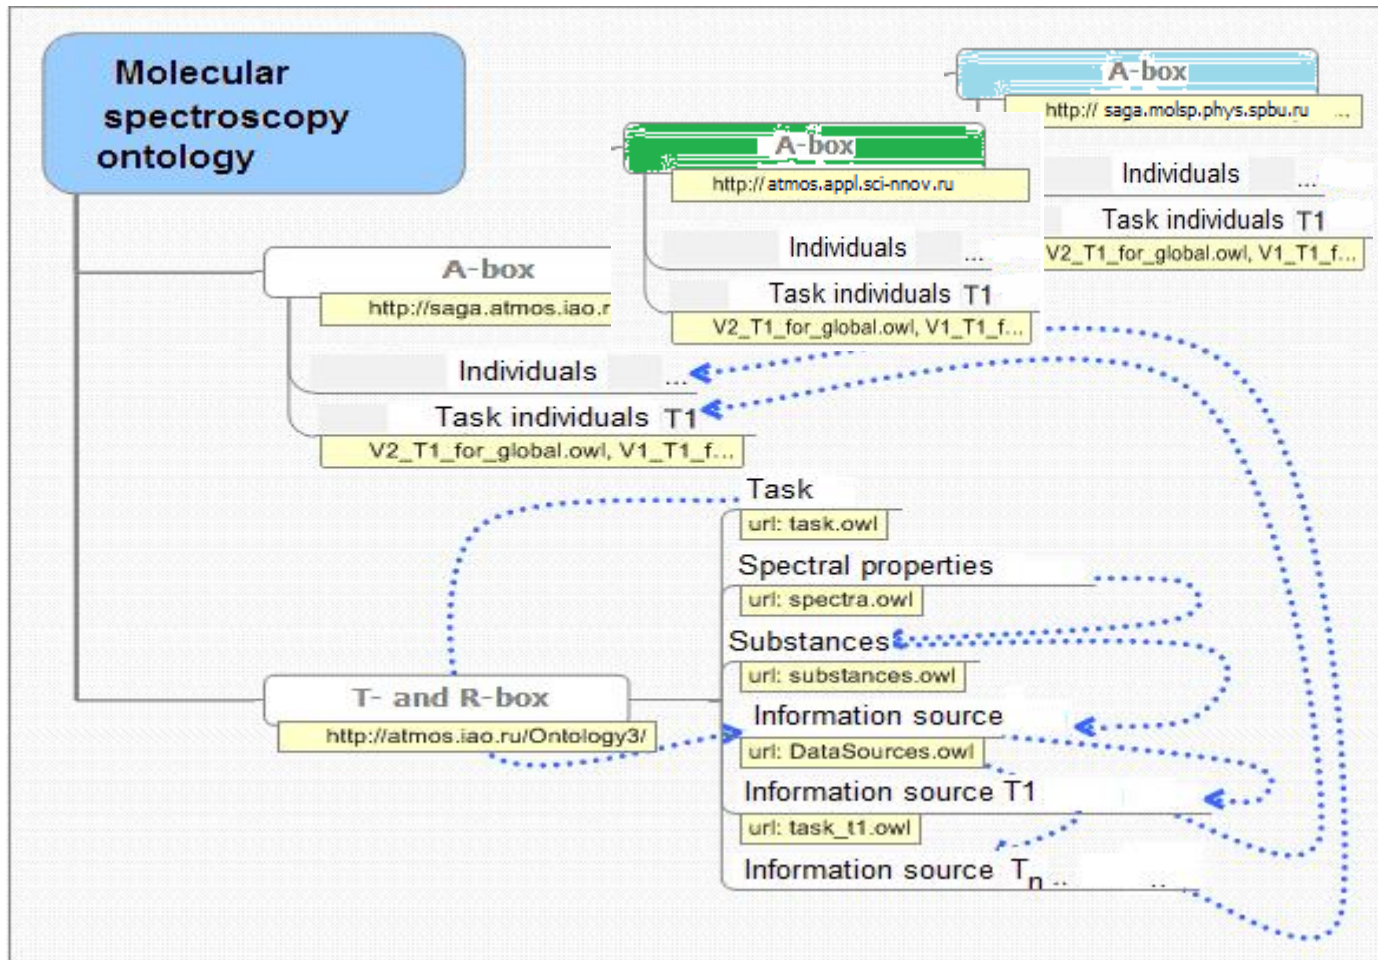 Molecular
spectroscopy
ontology
A-box
http:// saga.molsp.phys.spbu.ru ...
Individuals ...
Task individuals T1
V2_T1_for_global.owl, V1_T1_f...
A-box
http://atmos.appl.sci-nnov.ru
Individuals ...
Task individuals T1
V2_T1_for_global.owl, V1_T1_f...
A-box
http://saga.atmos.iao.r
Individuals ...
Task individuals T1
V2_T1_for_global.owl, V1_T1_f...
Task
url: task.owl
Spectral properties
url: spectra.owl
Substances
url: substances.owl
T- and R-box
http://atmos.iao.ru/Ontology3/
Information source
url: DataSources.owl
Information source T1
url: task_t1.owl
Information source Tn .. ..